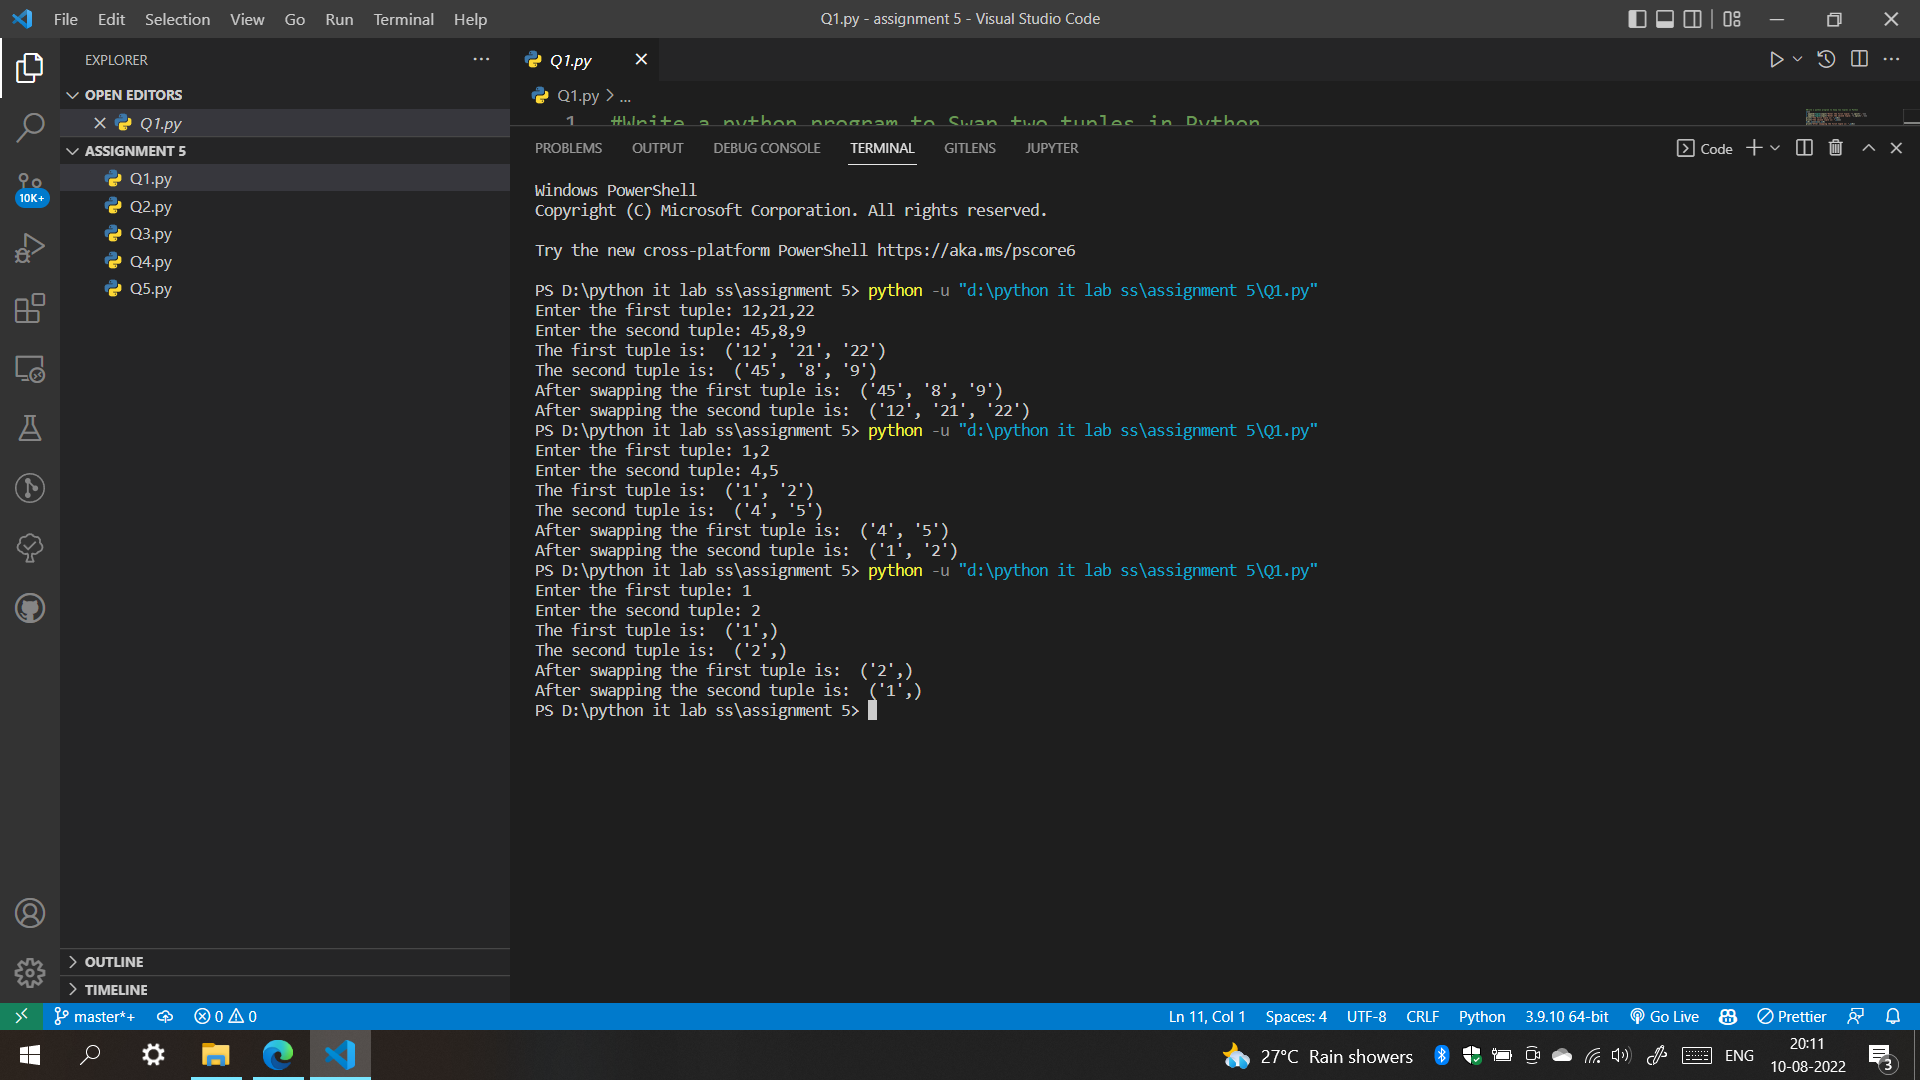 File Edit Selection View Go Run Terminal Help
Q1.py - assignment 5 - Visual Studio Code
EXPLORER
OPEN EDITORS
Q1.py
ASSIGNMENT 5
Q1.py
Q2.py
Q3.py
Q4.py
Q5.py
10K+
OUTLINE
TIMELINE
Q1.py
Q1.py > ...
1 #Write a python program to Swap two tuples in Python
PROBLEMS OUTPUT DEBUG CONSOLE TERMINAL GITLENS JUPYTER
Code
Windows PowerShell
Copyright (C) Microsoft Corporation. All rights reserved.
Try the new cross-platform PowerShell https://aka.ms/pscore6
PS D:\python it lab ss\assignment 5> python -u "d:\python it lab ss\assignment 5\Q1.py"
Enter the first tuple: 12,21,22
Enter the second tuple: 45,8,9
The first tuple is:  ('12', '21', '22')
The second tuple is:  ('45', '8', '9')
After swapping the first tuple is:  ('45', '8', '9')
After swapping the second tuple is:  ('12', '21', '22')
PS D:\python it lab ss\assignment 5> python -u "d:\python it lab ss\assignment 5\Q1.py"
Enter the first tuple: 1,2
Enter the second tuple: 4,5
The first tuple is:  ('1', '2')
The second tuple is:  ('4', '5')
After swapping the first tuple is:  ('4', '5')
After swapping the second tuple is:  ('1', '2')
PS D:\python it lab ss\assignment 5> python -u "d:\python it lab ss\assignment 5\Q1.py"
Enter the first tuple: 1
Enter the second tuple: 2
The first tuple is:  ('1',)
The second tuple is:  ('2',)
After swapping the first tuple is:  ('2',)
After swapping the second tuple is:  ('1',)
PS D:\python it lab ss\assignment 5>
master*+ 0 0 Ln 11, Col 1 Spaces: 4 UTF-8 CRLF Python 3.9.10 64-bit Go Live Prettier
27°C Rain showers ENG
20:11
10-08-2022
3